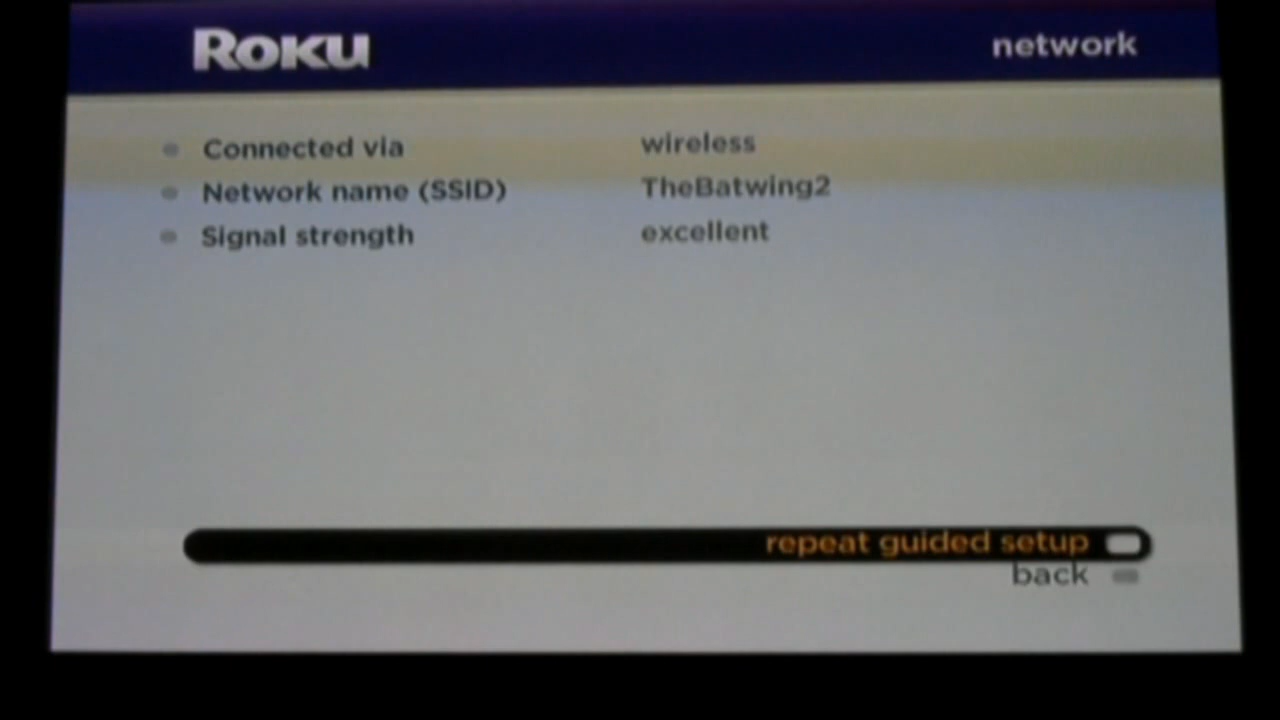 Roku network
Connected via wireless
Network name (SSID) TheBatwing2
Signal strength excellent
repeat guided setup
back